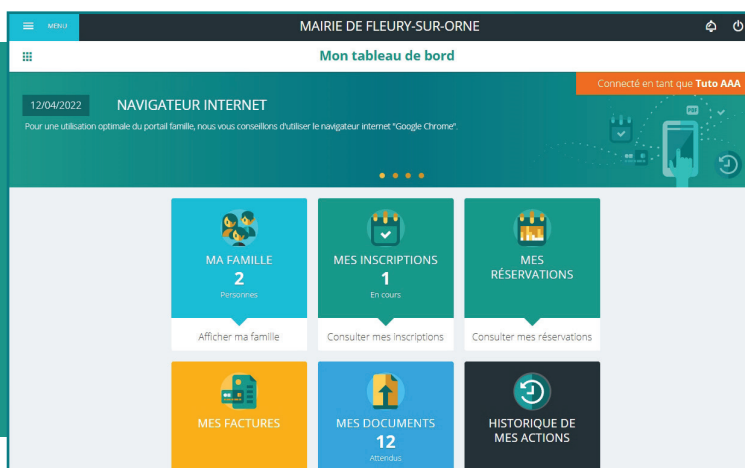 MENU
MAIRIE DE FLEURY-SUR-ORNE
Mon tableau de bord
Connecté en tant que Tuto AAA
12/04/2022
NAVIGATEUR INTERNET
Pour une utilisation optimale du portail famille, nous vous conseillons d'utiliser le navigateur internet "Google Chrome".
MA FAMILLE
2
Personnes
Afficher ma famille
MES INSCRIPTIONS
1
En cours
Consulter mes inscriptions
MES
RÉSERVATIONS
Consulter mes réservations
MES FACTURES
MES DOCUMENTS
12
Attendus
HISTORIQUE DE
MES ACTIONS